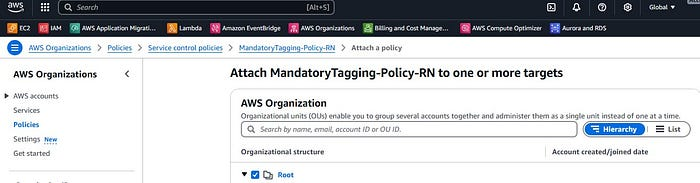 aws
Search
[Alt+S]
Global
EC2
IAM
AWS Application Migrati...
Lambda
Amazon EventBridge
AWS Organizations
Billing and Cost Manage...
AWS Compute Optimizer
Aurora and RDS
AWS Organizations > Policies > Service control policies > MandatoryTagging-Policy-RN > Attach a policy
AWS Organizations
AWS accounts
Services
Policies
Settings New
Get started
Attach MandatoryTagging-Policy-RN to one or more targets
AWS Organization
Organizational units (OUs) enable you to group several accounts together and administer them as a single unit instead of one at a time.
Search by name, email, account ID or OU ID.
Hierarchy
List
Organizational structure
Account created/joined date
Root